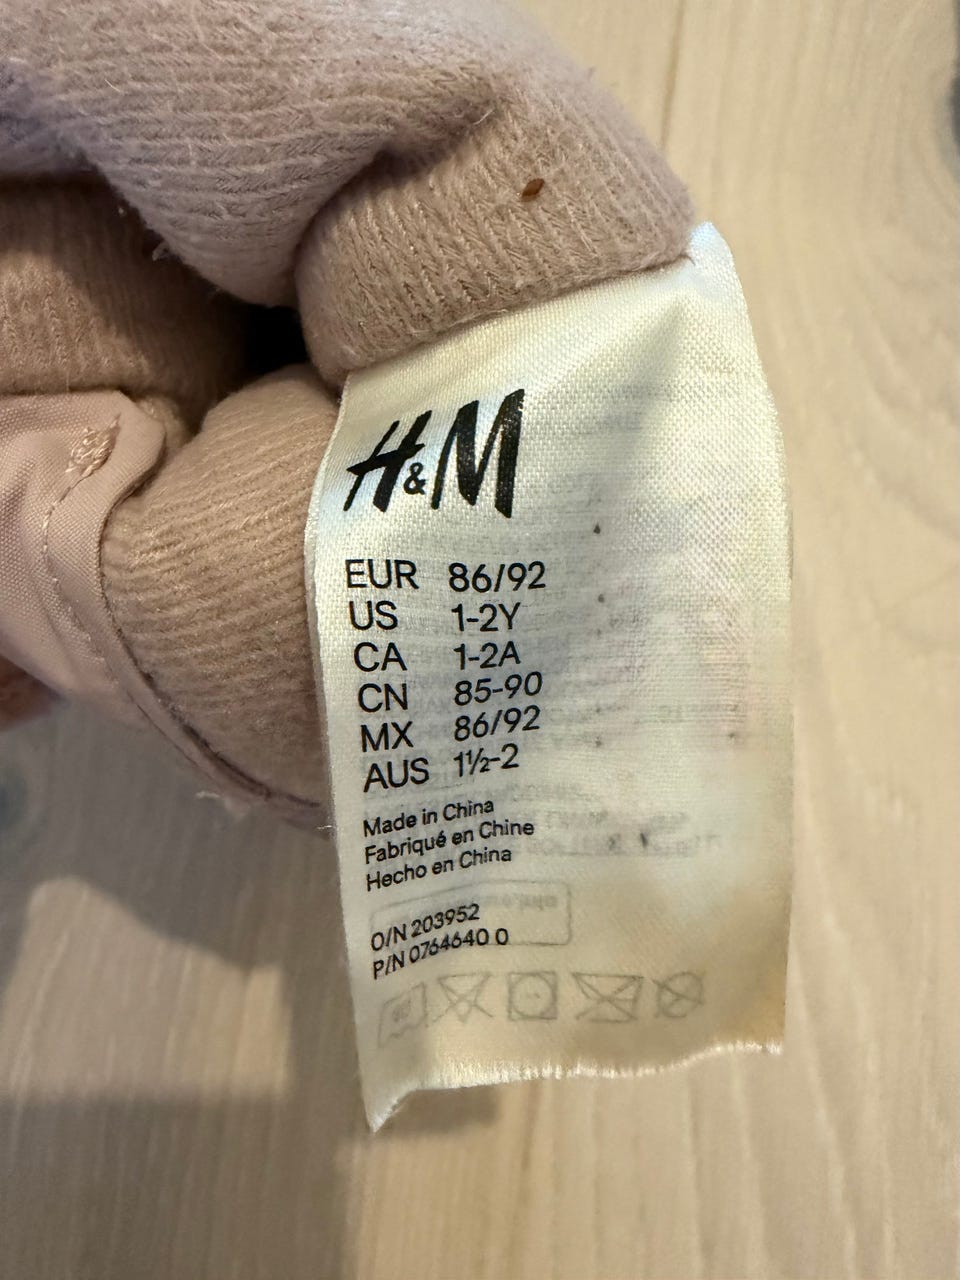 H&M
EUR 86/92
US 1-2Y
CA 1-2A
CN 85-90
MX 86/92
AUS 1½-2
Made in China
Fabriqué en Chine
Hecho en China
O/N 203952
P/N 0764640 0